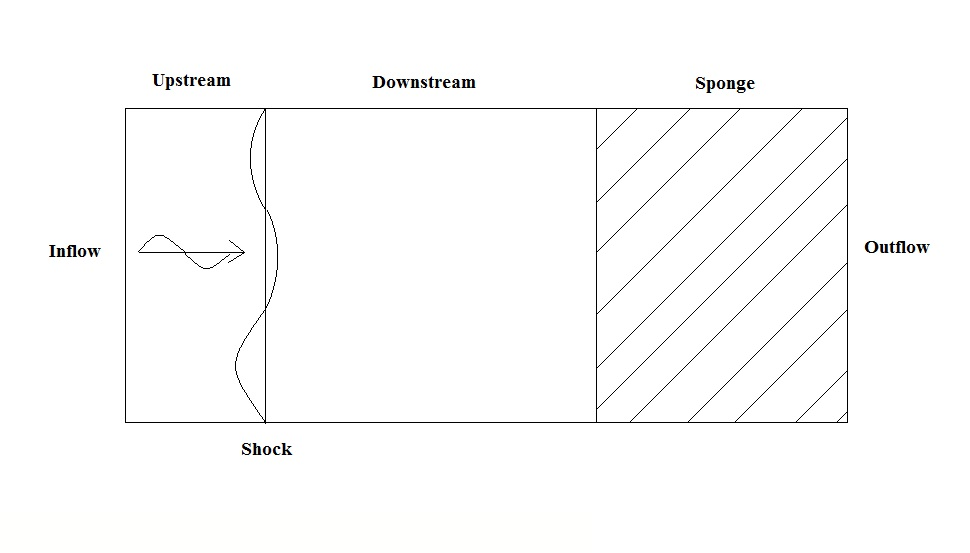 Upstream
Downstream
Sponge
Inflow
Outflow
Shock